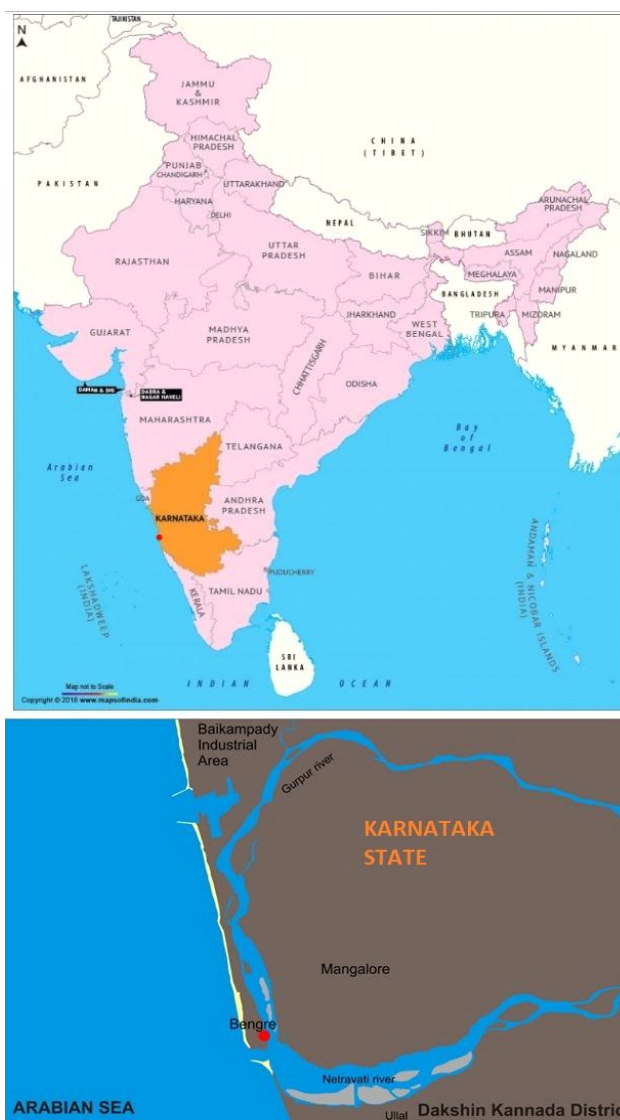 TAJIKISTAN
N
AFGHANISTAN
JAMMU
&
KASHMIR
CHINA
(TIBET)
HIMACHAL
PRADESH
PUNJAB
CHANDIGARH
PAKISTAN
UTTARAKHAND
HARYANA
DELHI
NEPAL
ARUNACHAL
PRADESH
SIKKIM
BHUTAN
RAJASTHAN
UTTAR
PRADESH
ASSAM
NAGALAND
BIHAR
MEGHALAYA
MANIPUR
BANGLADESH
GUJARAT
MADHYA
PRADESH
JHARKHAND
WEST
BENGAL
TRIPURA
MIZORAM
MYANMAR
CHHATTISGARH
ODISHA
DAMAN & DIU
DADRA &
NAGAR HAVELI
MAHARASHTRA
TELANGANA
Arabian
Sea
Bay
of
Bengal
GOA
KARNATAKA
ANDHRA
PRADESH
PUDUCHERRY
LAKSHADWEEP
(INDIA)
KERALA
TAMIL NADU
ANDAMAN & NICOBAR ISLANDS
(INDIA)
SRI
LANKA
Map not to Scale
INDIAN OCEAN
Copyright © 2018 www.mapsofindia.com
Baikampady
Industrial
Area
Gurpur river
KARNATAKA
STATE
Mangalore
Bengre
Netravati river
ARABIAN SEA
Ullal
Dakshin Kannada Distric